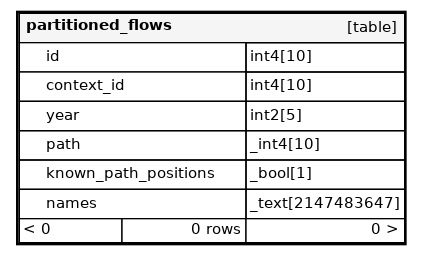 partitioned_flows [table]
id int4[10]
context_id int4[10]
year int2[5]
path _int4[10]
known_path_positions _bool[1]
names _text[2147483647]
< 0 0 rows 0 >